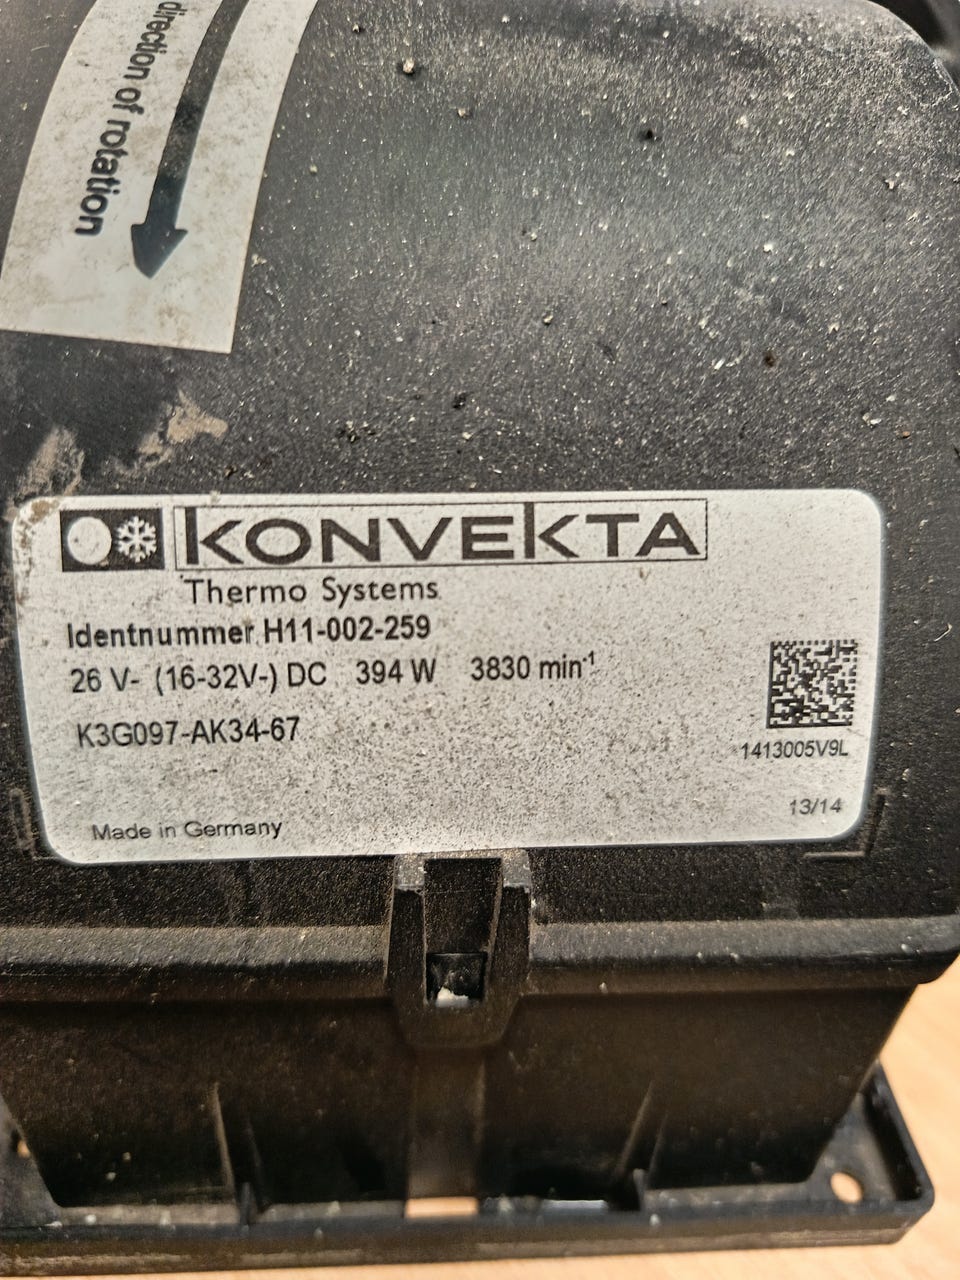 direction of rotation
KONVEKTA
Thermo Systems
Identnummer H11-002-259
26 V- (16-32V-) DC 394 W 3830 min⁻¹
K3G097-AK34-67
1413005V9L
13/14
Made in Germany